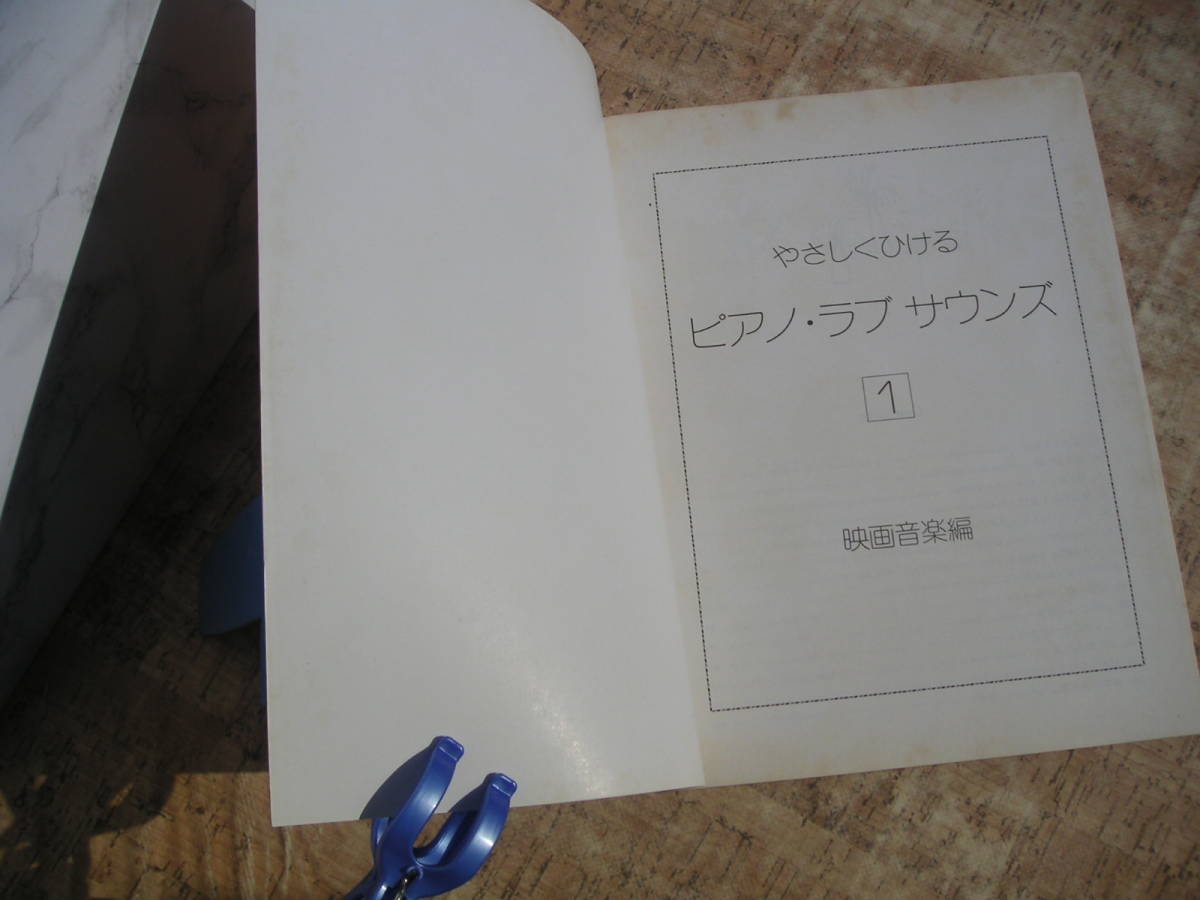 やさしくひける
ピアノ・ラブ サウンズ
1
映画音楽編